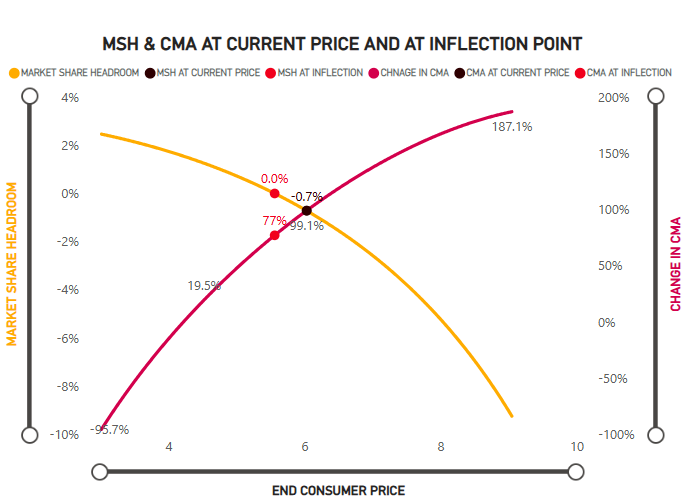 MSH & CMA AT CURRENT PRICE AND AT INFLECTION POINT
MARKET SHARE HEADROOM MSH AT CURRENT PRICE MSH AT INFLECTION CHNAGE IN CMA CMA AT CURRENT PRICE CMA AT INFLECTION
4% 200%
187.1%
2% 150%
0.0%
0% -0.7% 100%
77% 99.1%
-2%
50%
19.5%
-4%
0%
-6%
-50%
-8%
-95.7%
-10% -100%
4 6 8 10
MARKET SHARE HEADROOM
CHANGE IN CMA
END CONSUMER PRICE